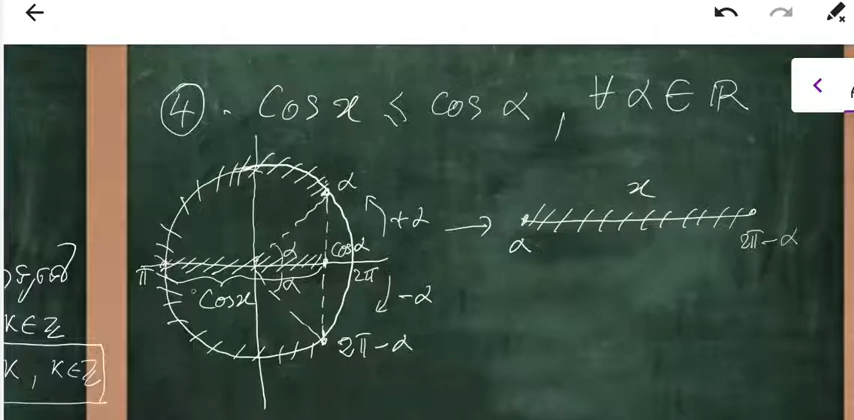 ④. Cos x ≤ cos α , ∀ α ∈ ℝ
α
x
+α
α
2π-α
α
cos α
π
2π
α
Cos x
-α
2π-α
K∈ℤ
K , K∈ℤ